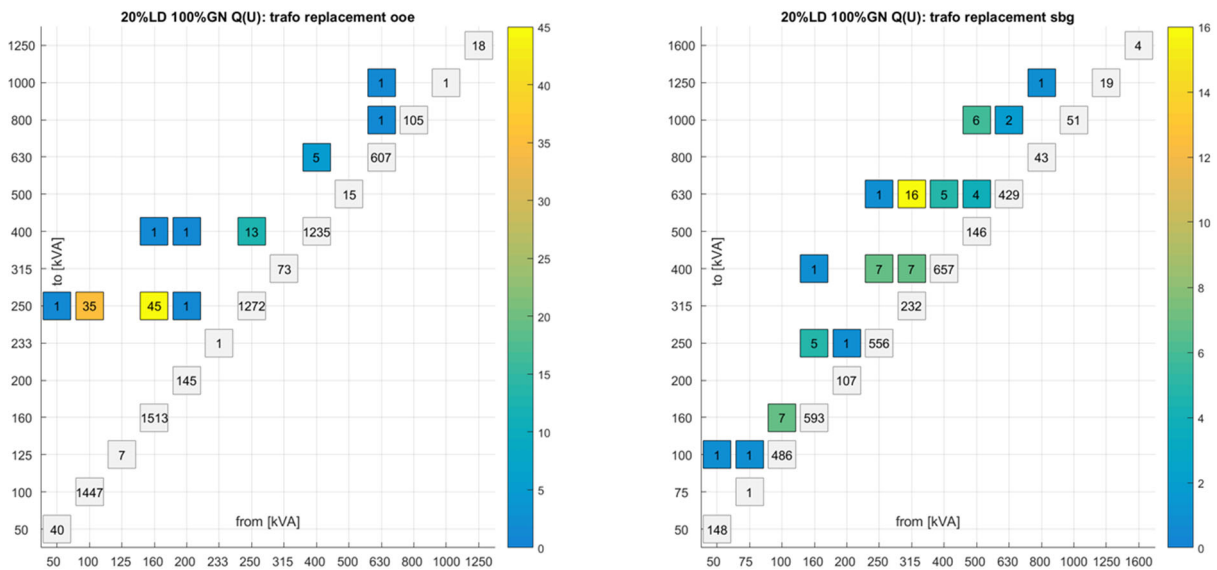 20%LD 100%GN Q(U): trafo replacement ooe
1250 18 45
1000 1 1 40
800 1 105 35
630 5 607 30
500 15
400 1 1 13 1235 25
to [kVA]
315 73
250 1 35 45 1 1272 20
233 1 15
200 145
160 1513 10
125 7
100 1447 5
from [kVA]
50 40 0
50 100 125 160 200 233 250 315 400 500 630 800 1000 1250
20%LD 100%GN Q(U): trafo replacement sbg
1600 4 16
1250 1 19 14
1000 6 2 51
800 43 12
630 1 16 5 4 429
500 146 10
to [kVA]
400 1 7 7 657 8
315 232
250 5 1 556 6
200 107
160 7 593 4
100 1 1 486 2
75 1
from [kVA]
50 148 0
50 75 100 160 200 250 315 400 500 630 800 1000 1250 1600